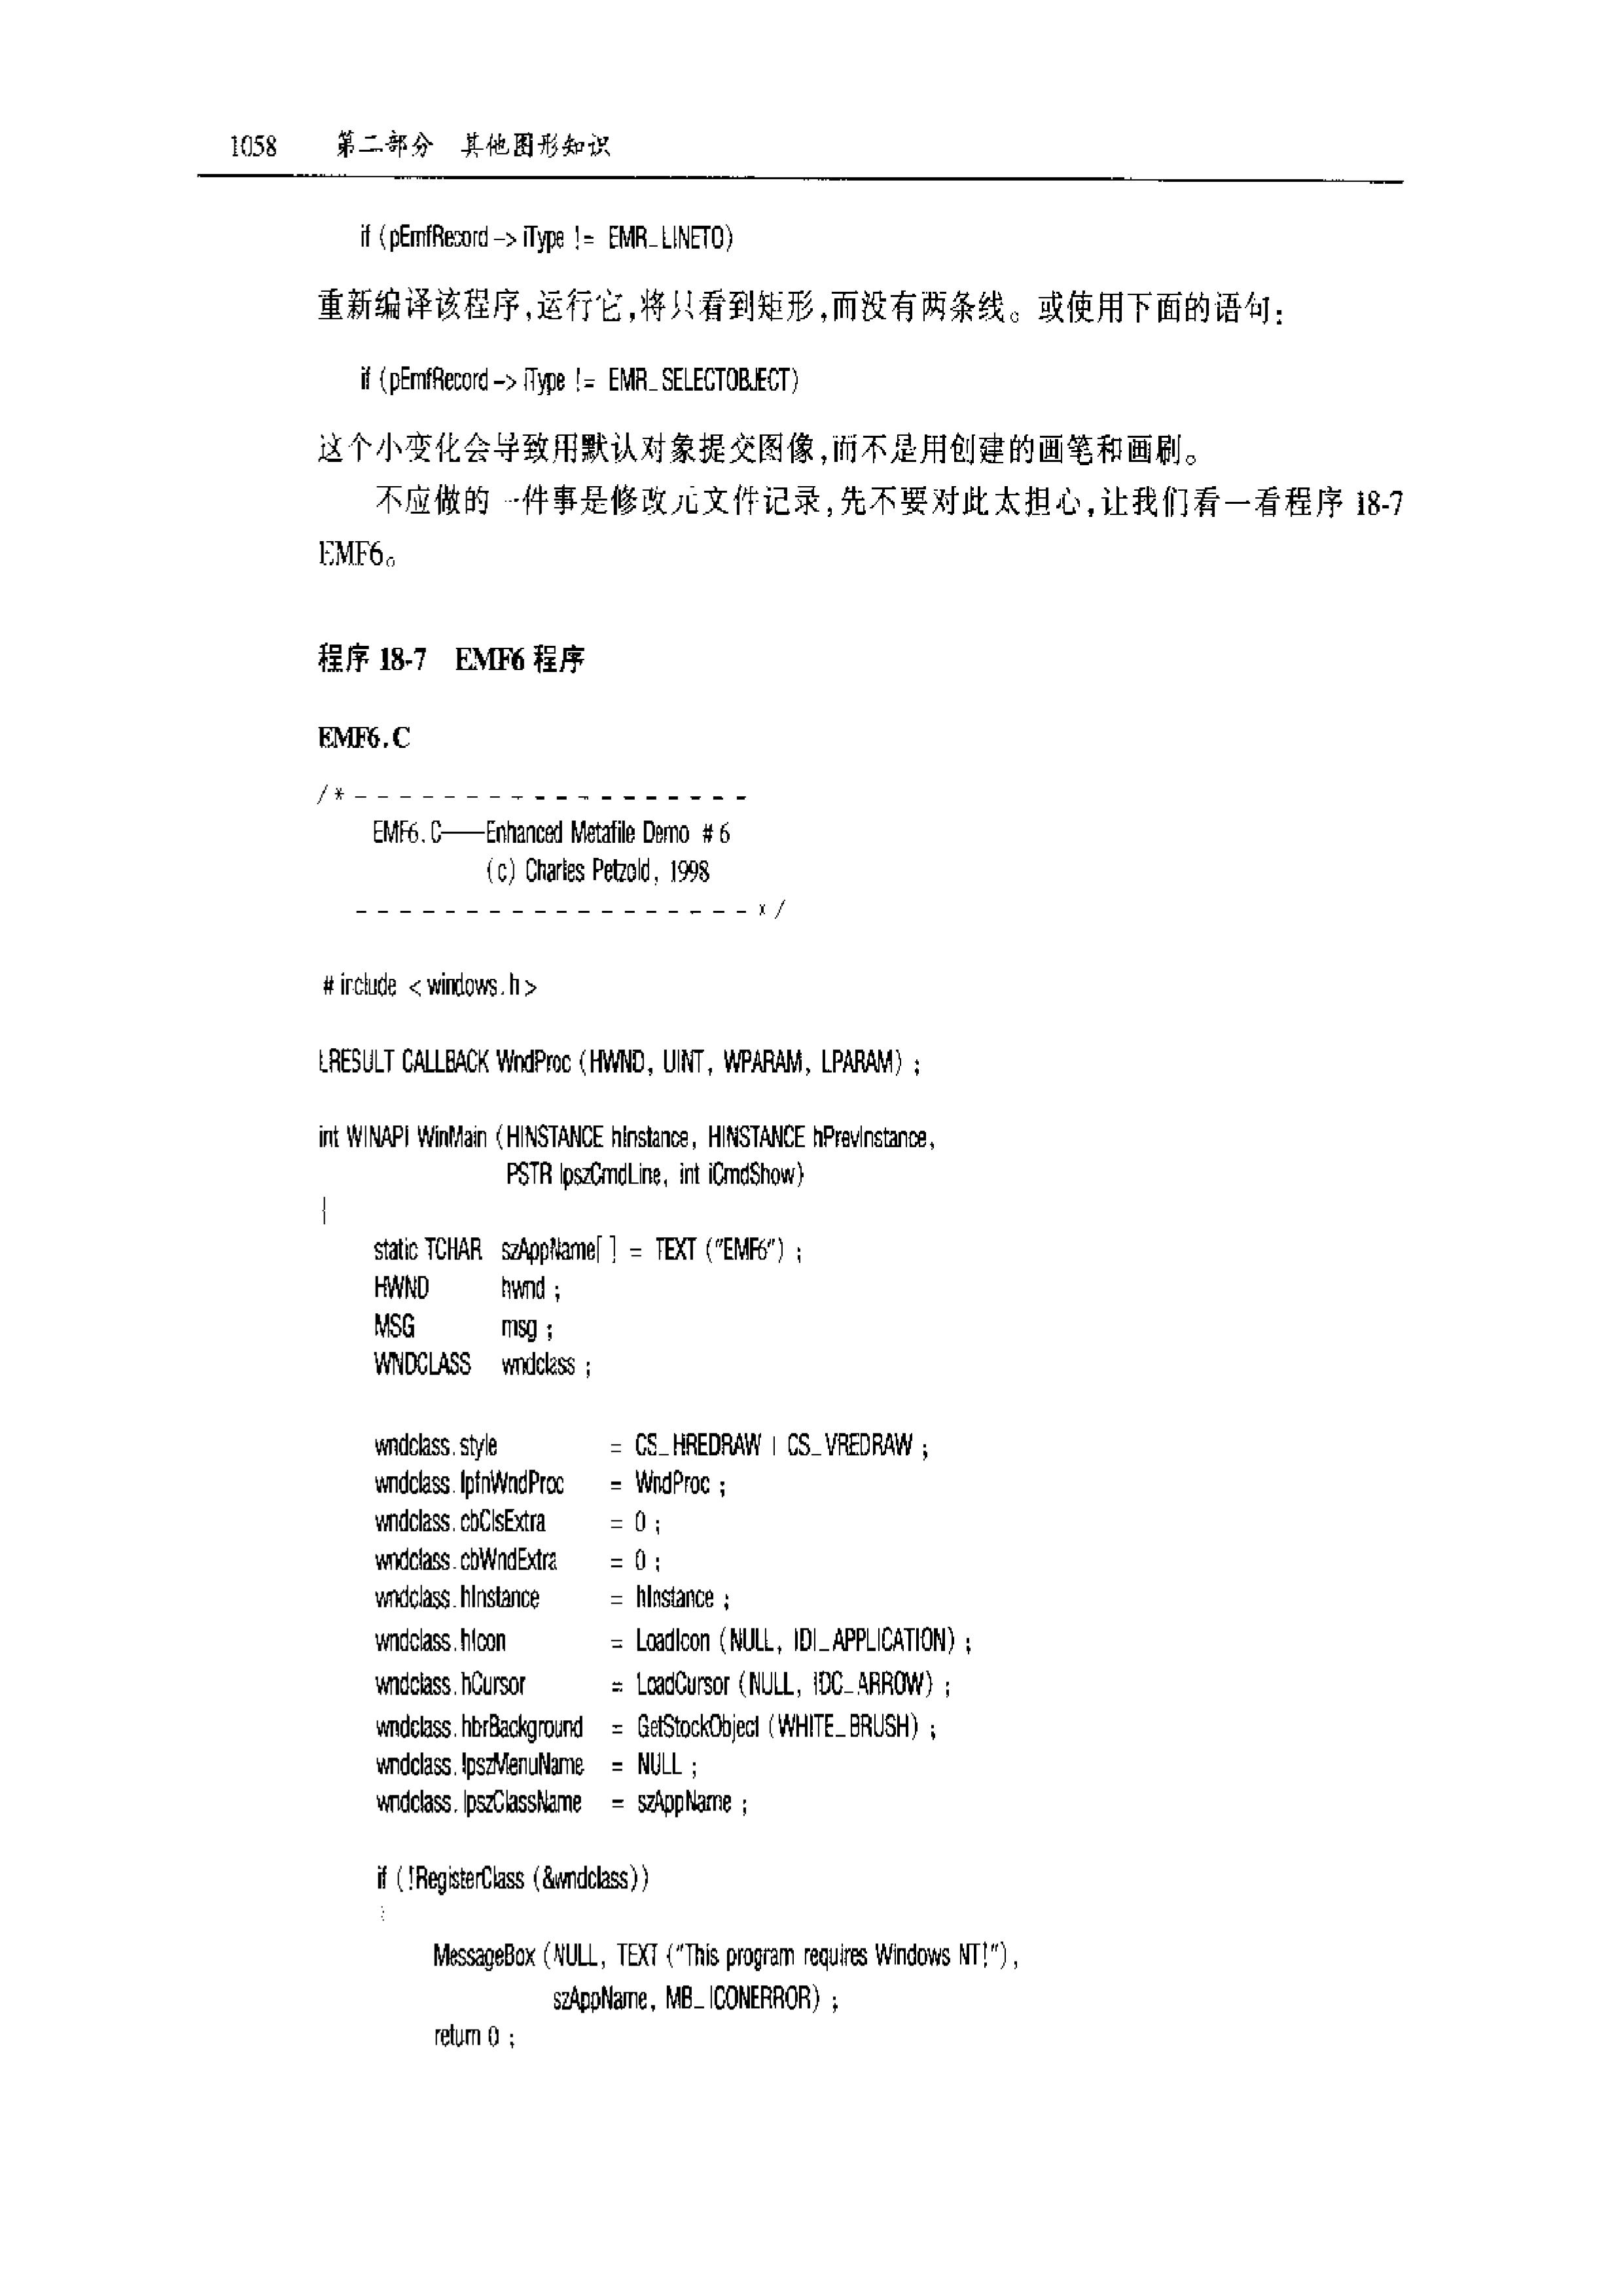 1058 第二部分 其他图形知识
if (pEmfRecord -> iType != EMR_LINETO)
重新编译该程序,运行它,将只看到矩形,而没有两条线。或使用下面的语句:
if (pEmfRecord -> iType != EMR_SELECTOBJECT)
这个小变化会导致用默认对象提交图像,而不是用创建的画笔和画刷。
不应做的一件事是修改元文件记录,先不要对此太担心,让我们看一看程序 18-7
EMF6。
程序 18-7 EMF6 程序
EMF6.C
/* - - - - - - - - - - - - - - - - - -
EMF6.C——Enhanced Metafile Demo # 6
(c) Charles Petzold, 1998
- - - - - - - - - - - - - - - - - - */
# include < windows.h >
LRESULT CALLBACK WndProc (HWND, UINT, WPARAM, LPARAM) ;
int WINAPI WinMain (HINSTANCE hInstance, HINSTANCE hPrevInstance,
PSTR lpszCmdLine, int iCmdShow)
{
static TCHAR szAppName[ ] = TEXT ("EMF6") ;
HWND hwnd ;
MSG msg ;
WNDCLASS wndclass ;
wndclass.style = CS_HREDRAW | CS_VREDRAW ;
wndclass.lpfnWndProc = WndProc ;
wndclass.cbClsExtra = 0 ;
wndclass.cbWndExtra = 0 ;
wndclass.hInstance = hInstance ;
wndclass.hIcon = LoadIcon (NULL, IDI_APPLICATION) ;
wndclass.hCursor = LoadCursor (NULL, IDC_ARROW) ;
wndclass.hbrBackground = GetStockObject (WHITE_BRUSH) ;
wndclass.lpszMenuName = NULL ;
wndclass.lpszClassName = szAppName ;
if ( !RegisterClass (&wndclass))
{
MessageBox (NULL, TEXT ("This program requires Windows NT!"),
szAppName, MB_ICONERROR) ;
return 0 ;